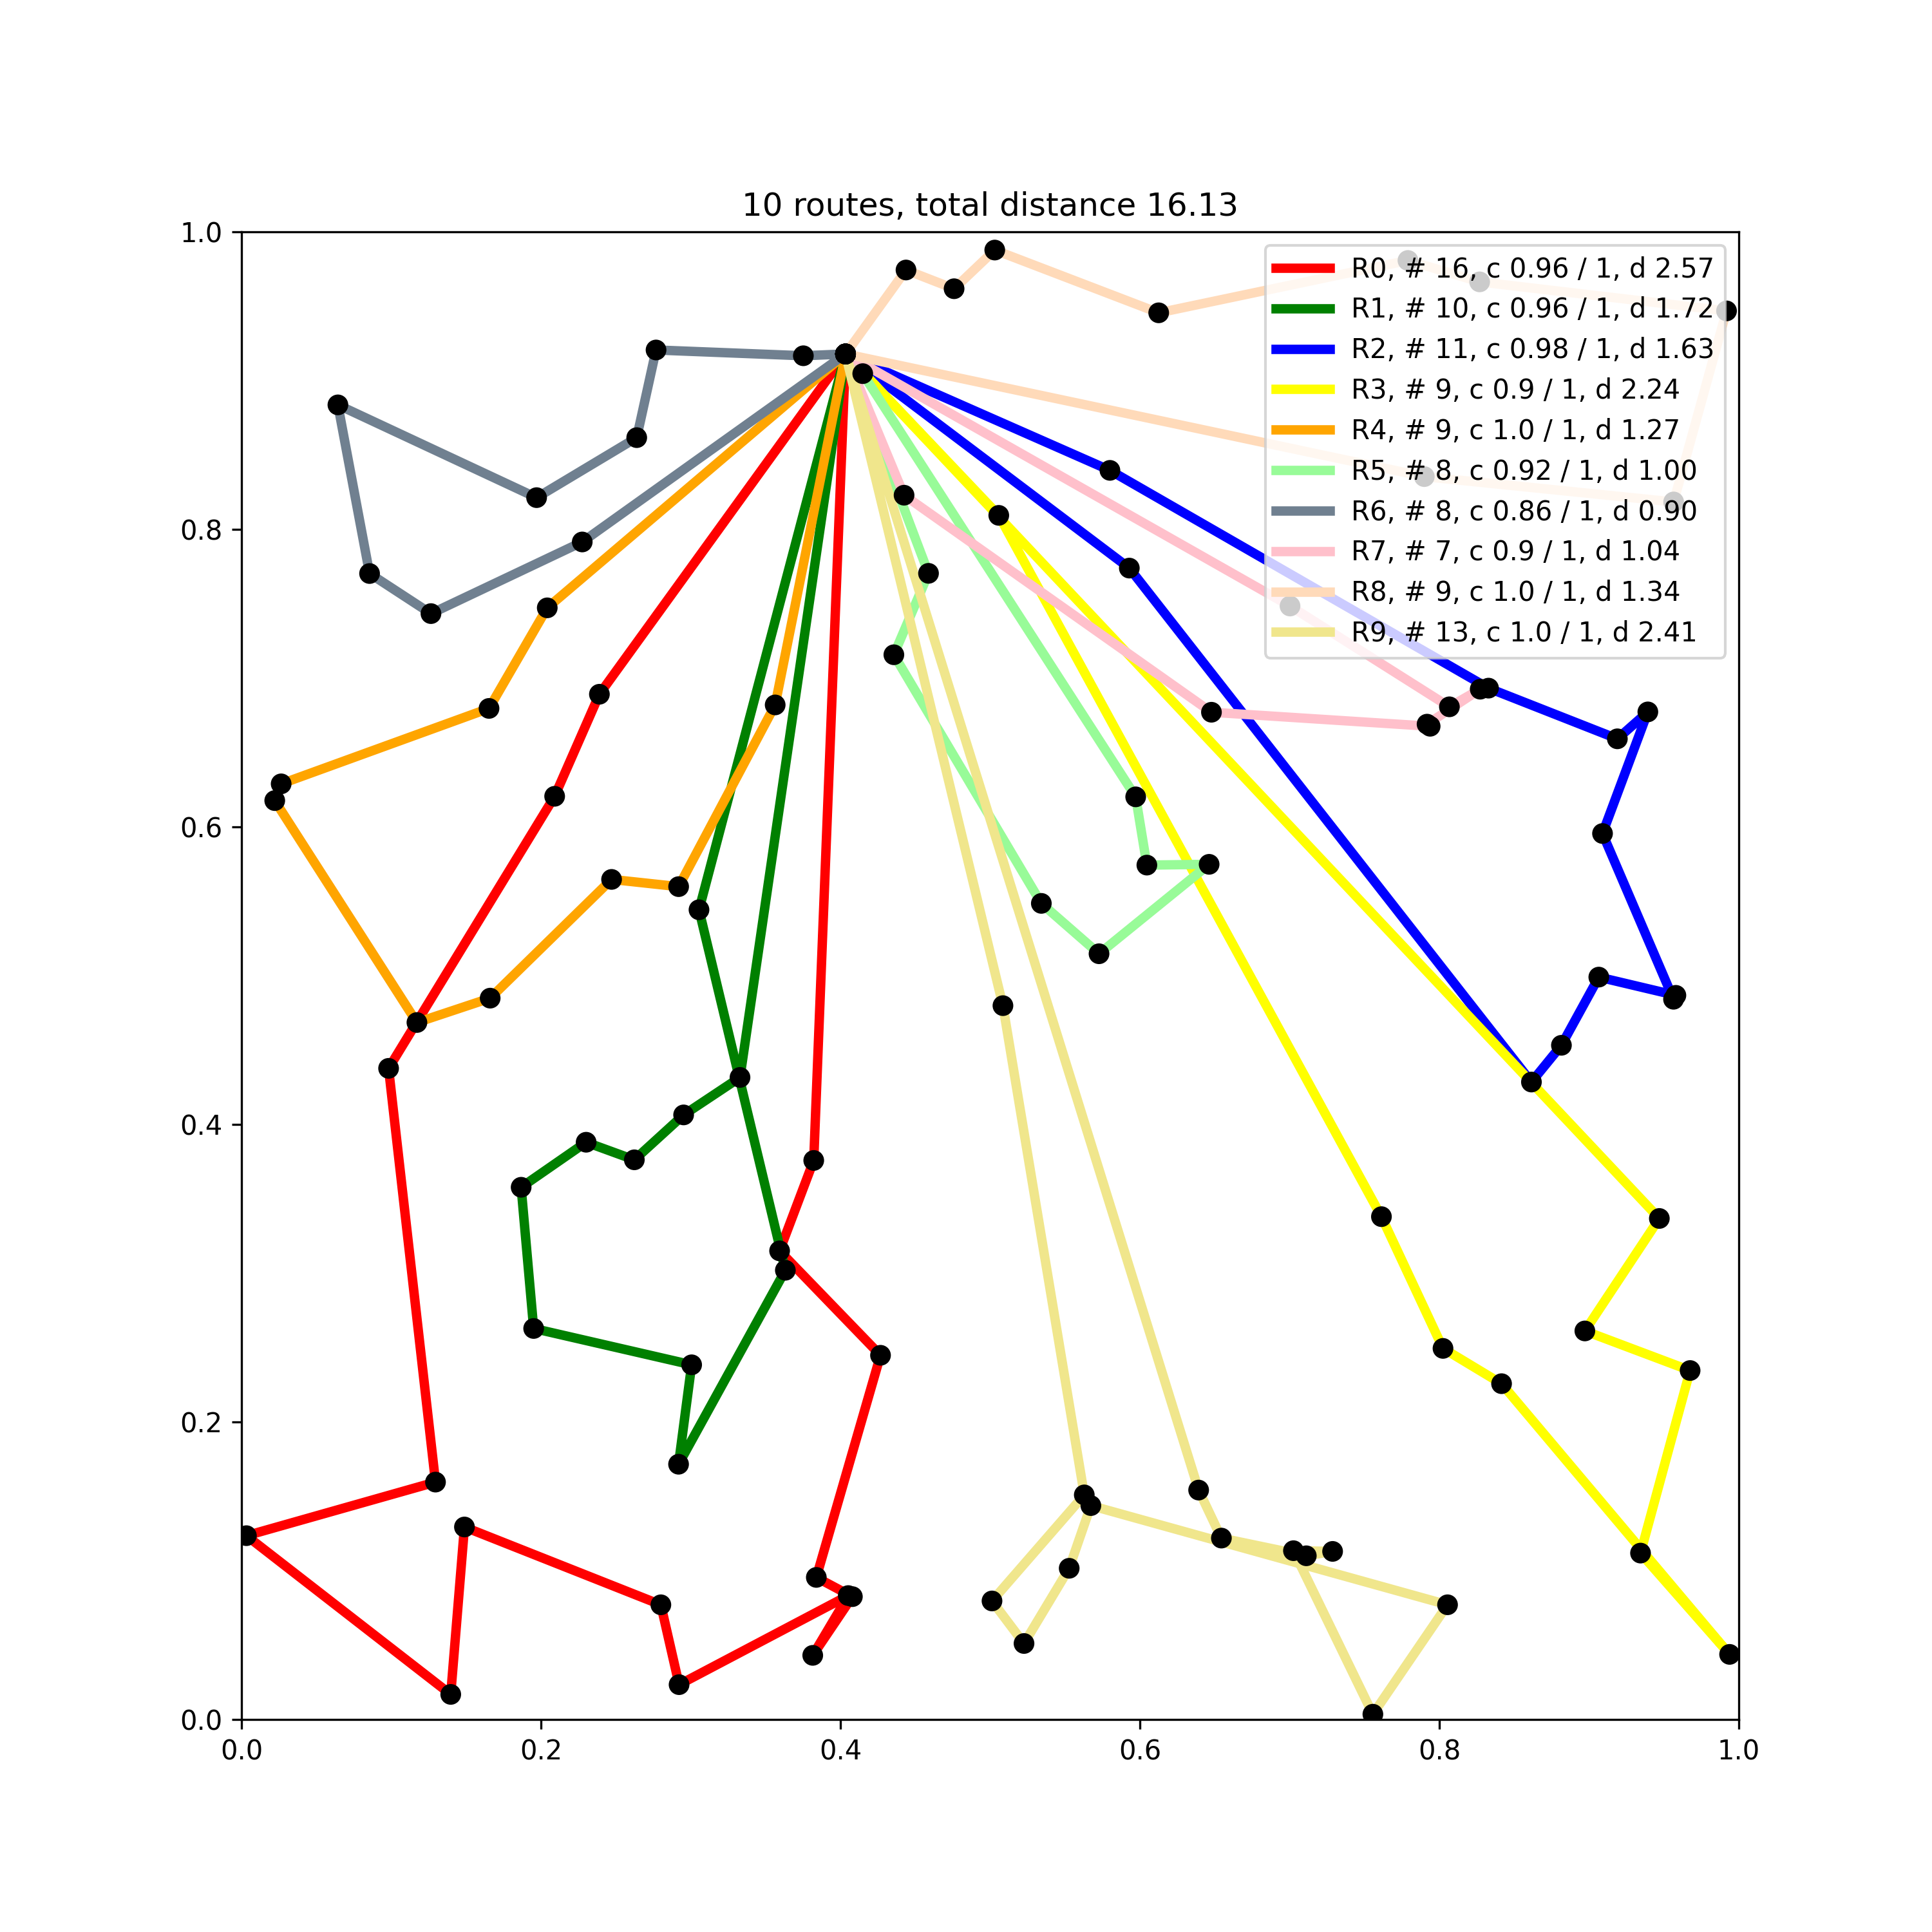 10 routes, total distance 16.13
1.0
0.8
0.6
0.4
0.2
0.0
0.0 0.2 0.4 0.6 0.8 1.0
R0, # 16, c 0.96 / 1, d 2.57
R1, # 10, c 0.96 / 1, d 1.72
R2, # 11, c 0.98 / 1, d 1.63
R3, # 9, c 0.9 / 1, d 2.24
R4, # 9, c 1.0 / 1, d 1.27
R5, # 8, c 0.92 / 1, d 1.00
R6, # 8, c 0.86 / 1, d 0.90
R7, # 7, c 0.9 / 1, d 1.04
R8, # 9, c 1.0 / 1, d 1.34
R9, # 13, c 1.0 / 1, d 2.41